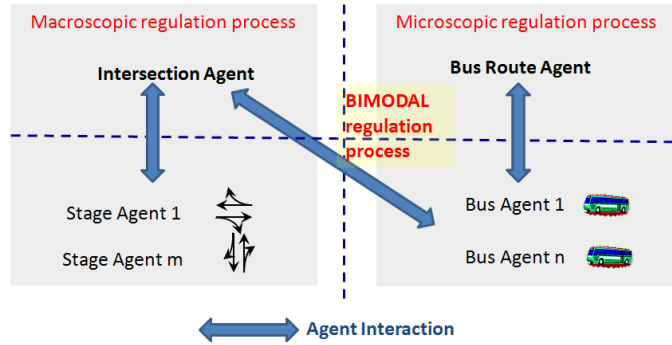 Macroscopic regulation process
Microscopic regulation process
Intersection Agent
Bus Route Agent
BIMODAL
regulation
process
Stage Agent 1
Stage Agent m
Bus Agent 1
Bus Agent n
Agent Interaction